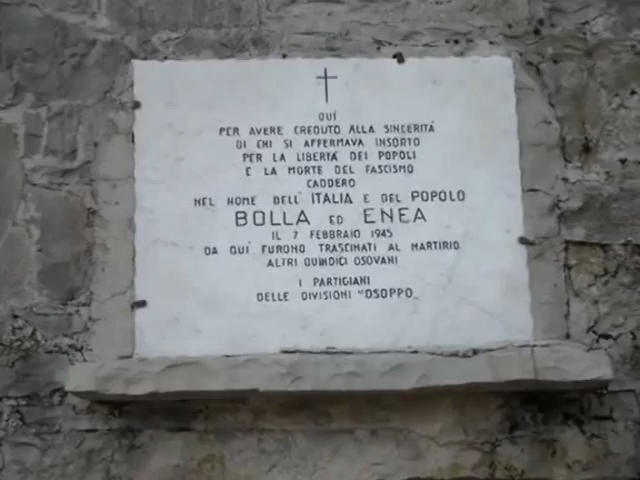 QUI
PER AVERE CREDUTO ALLA SINCERITÀ
DI CHI SI AFFERMAVA INSORTO
PER LA LIBERTÀ DEI POPOLI
E LA MORTE DEL FASCISMO
CADDERO
NEL NOME DELL'ITALIA E DEL POPOLO
BOLLA ED ENEA
IL 7 FEBBRAIO 1945
DA QUI FURONO TRASCINATI AL MARTIRIO
ALTRI QUINDICI OSOVANI
I PARTIGIANI
DELLE DIVISIONI "OSOPPO"